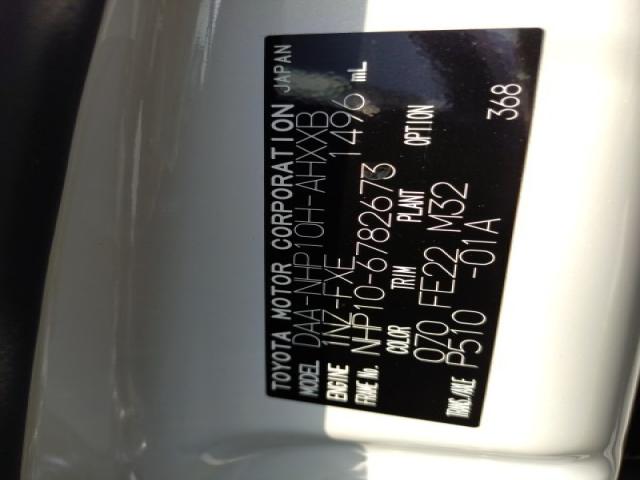 TOYOTA MOTOR CORPORATION JAPAN
MODEL DAA-NHP10H-AHXXB
ENGINE 1NZ-FXE 1496 mL
FRAME No. NHP10-6782673
COLOR TRIM PLANT OPTION
070 FE22 M32
TRANS/AXLE P510 -01A 368